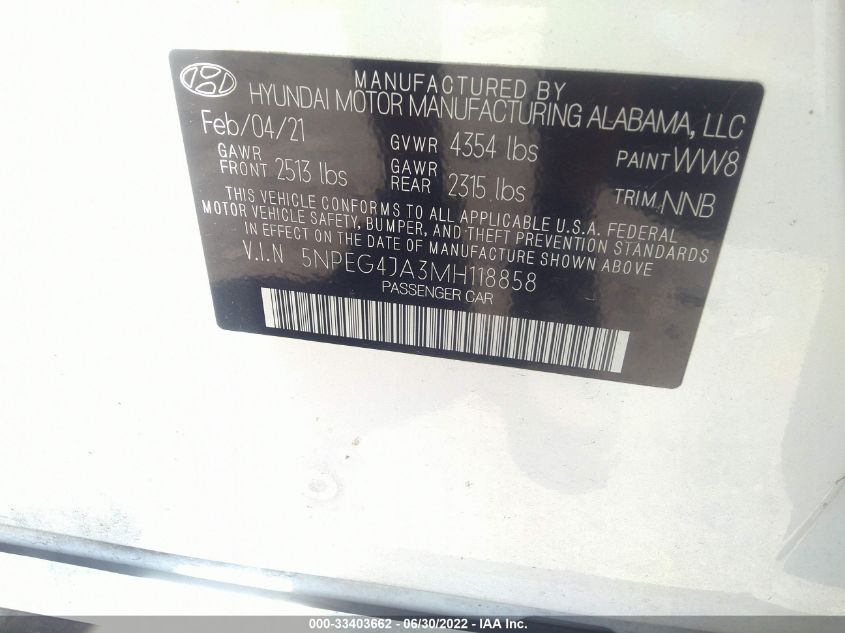 MANUFACTURED BY
HYUNDAI MOTOR MANUFACTURING ALABAMA, LLC
Feb/04/21 GVWR 4354 lbs PAINT WW8
GAWR FRONT 2513 lbs GAWR REAR 2315 lbs TRIM NNB
THIS VEHICLE CONFORMS TO ALL APPLICABLE U.S.A. FEDERAL
MOTOR VEHICLE SAFETY, BUMPER, AND THEFT PREVENTION STANDARDS
IN EFFECT ON THE DATE OF MANUFACTURE SHOWN ABOVE
V.I.N 5NPEG4JA3MH118858
PASSENGER CAR
000-33403662 - 06/30/2022 - IAA Inc.